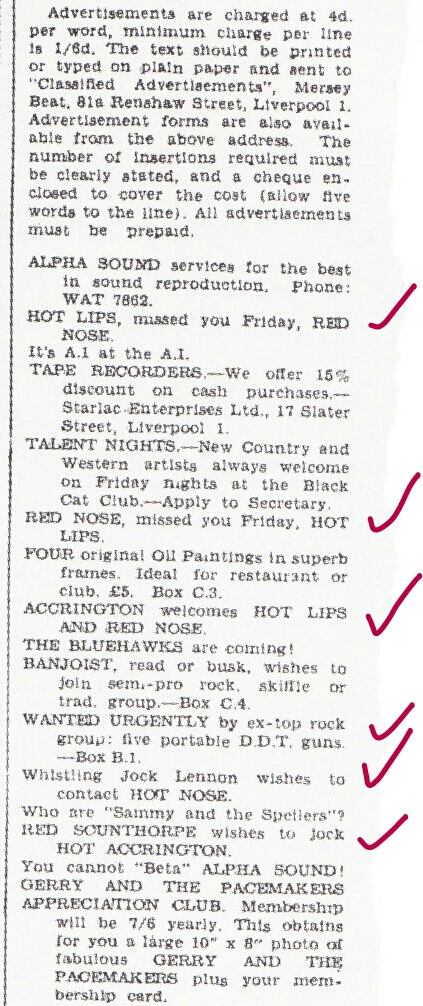 Advertisements are charged at 4d.
per word, minimum charge per line
is 1/6d. The text should be printed
or typed on plain paper and sent to
"Classified Advertisements", Mersey
Beat, 81a Renshaw Street, Liverpool 1.
Advertisement forms are also avail-
able from the above address. The
number of insertions required must
be clearly stated, and a cheque en-
closed to cover the cost (allow five
words to the line). All advertisements
must be prepaid.
ALPHA SOUND services for the best
in sound reproduction. Phone:
WAT 7862.
HOT LIPS, missed you Friday, RED
NOSE.
It's A.1 at the A.I.
TAPE RECORDERS.—We offer 15%
discount on cash purchases.—
Starlac Enterprises Ltd., 17 Slater
Street, Liverpool 1.
TALENT NIGHTS.—New Country and
Western artists always welcome
on Friday nights at the Black
Cat Club.—Apply to Secretary.
RED NOSE, missed you Friday, HOT
LIPS.
FOUR original Oil Paintings in superb
frames. Ideal for restaurant or
club. £5. Box C.3.
ACCRINGTON welcomes HOT LIPS
AND RED NOSE.
THE BLUEHAWKS are coming!
BANJOIST, read or busk, wishes to
join semi-pro rock, skiffle or
trad. group.—Box C.4.
WANTED URGENTLY by ex-top rock
group: five portable D.D.T. guns.
—Box B.1.
Whistling Jock Lennon wishes to
contact HOT NOSE.
Who are "Sammy and the Spellers"?
RED SCUNTHORPE wishes to jock
HOT ACCRINGTON.
You cannot "Beta" ALPHA SOUND!
GERRY AND THE PACEMAKERS
APPRECIATION CLUB. Membership
will be 7/6 yearly. This obtains
for you a large 10" x 8" photo of
fabulous GERRY AND THE
PACEMAKERS plus your mem-
bership card.